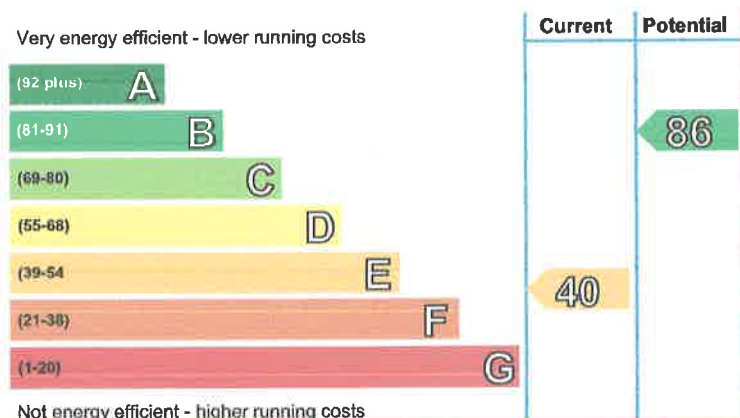 Very energy efficient - lower running costs
Current
Potential
(92 plus) A
(81-91) B
86
(69-80) C
(55-68) D
(39-54 E
40
(21-38) F
(1-20) G
Not energy efficient - higher running costs